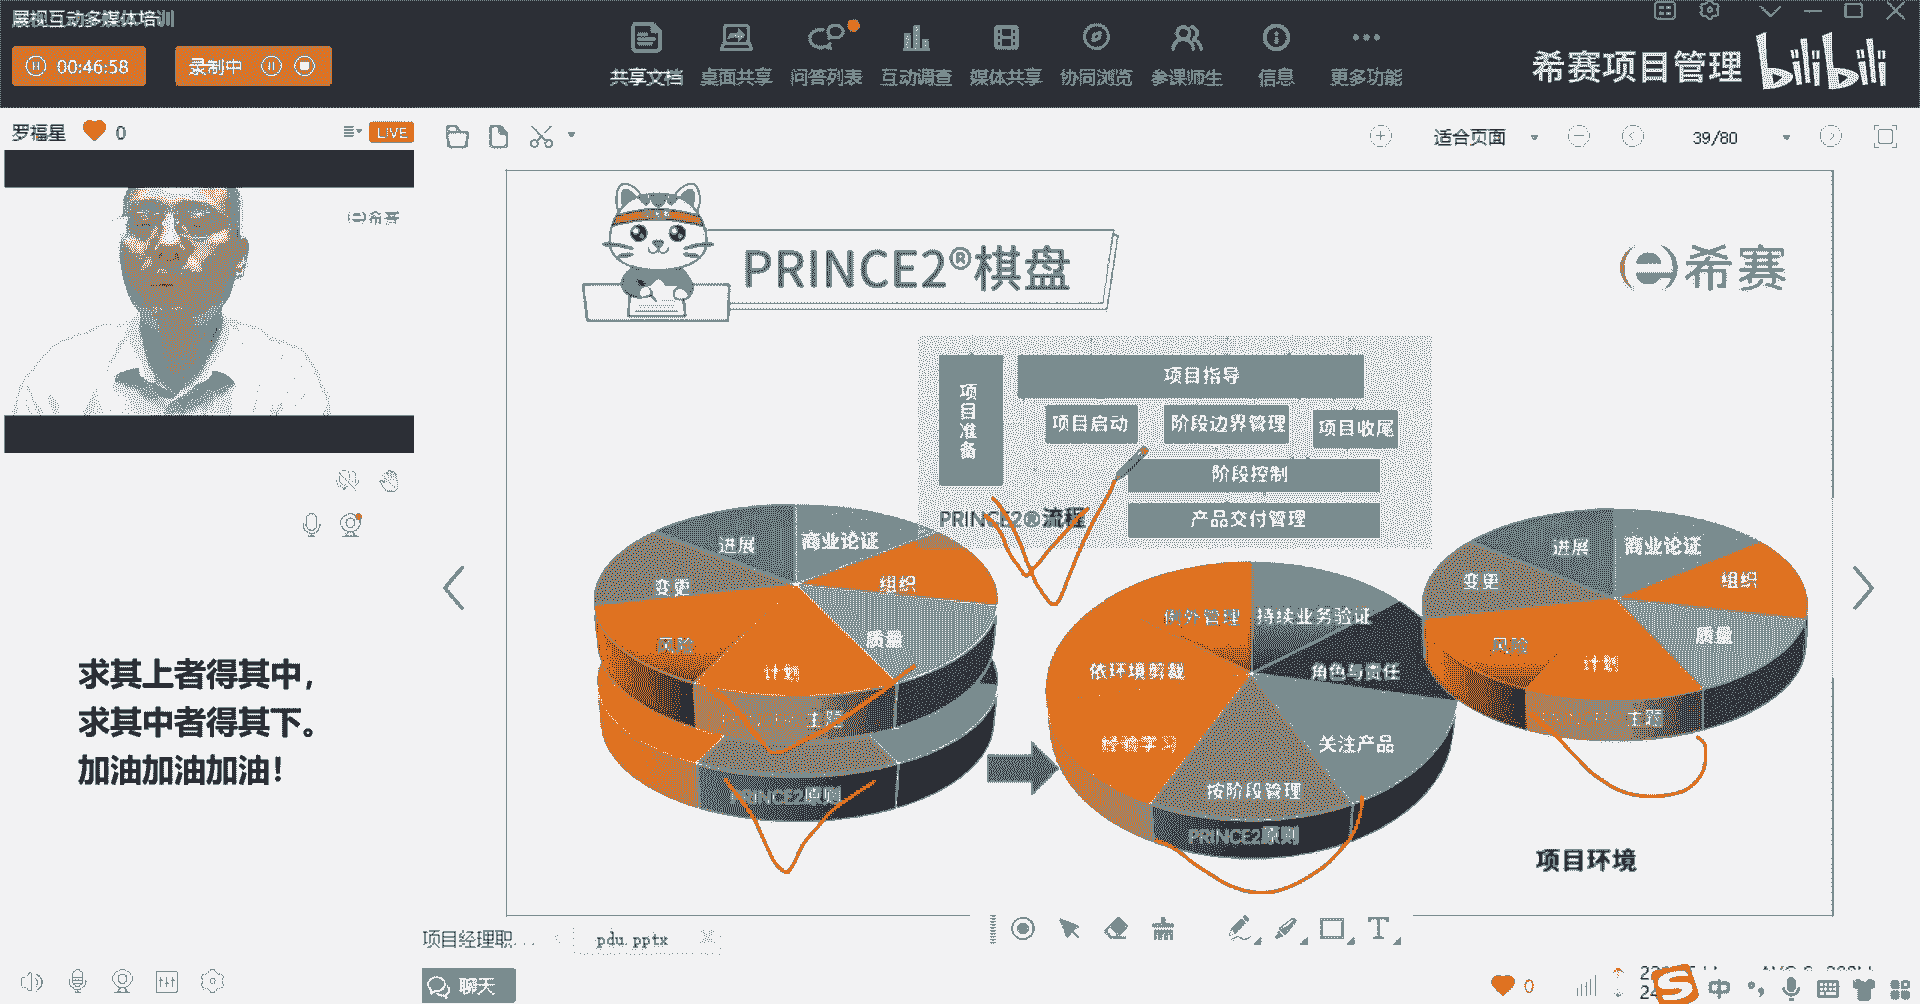 展视互动多媒体培训
00:46:58
录制中
共享文档
桌面共享
问答列表
互动调查
媒体共享
协同浏览
参课师生
信息
更多功能
希赛项目管理
bilibili
罗福星
0
LIVE
希赛
适合页面
39/80
PRINCE2®棋盘
希赛
项目准备
项目指导
项目启动
阶段边界管理
项目收尾
阶段控制
产品交付管理
PRINCE2®流程
进展
商业论证
组织
质量
计划
风险
变更
主题
PRINCE2原则
例外管理
持续业务验证
角色与责任
关注产品
按阶段管理
经验学习
依环境剪裁
PRINCE2原则
进展
商业论证
组织
质量
计划
风险
变更
主题
项目环境
求其上者得其中，
求其中者得其下。
加油加油加油！
项目经理职...
pdu.pptx
聊天
0
中